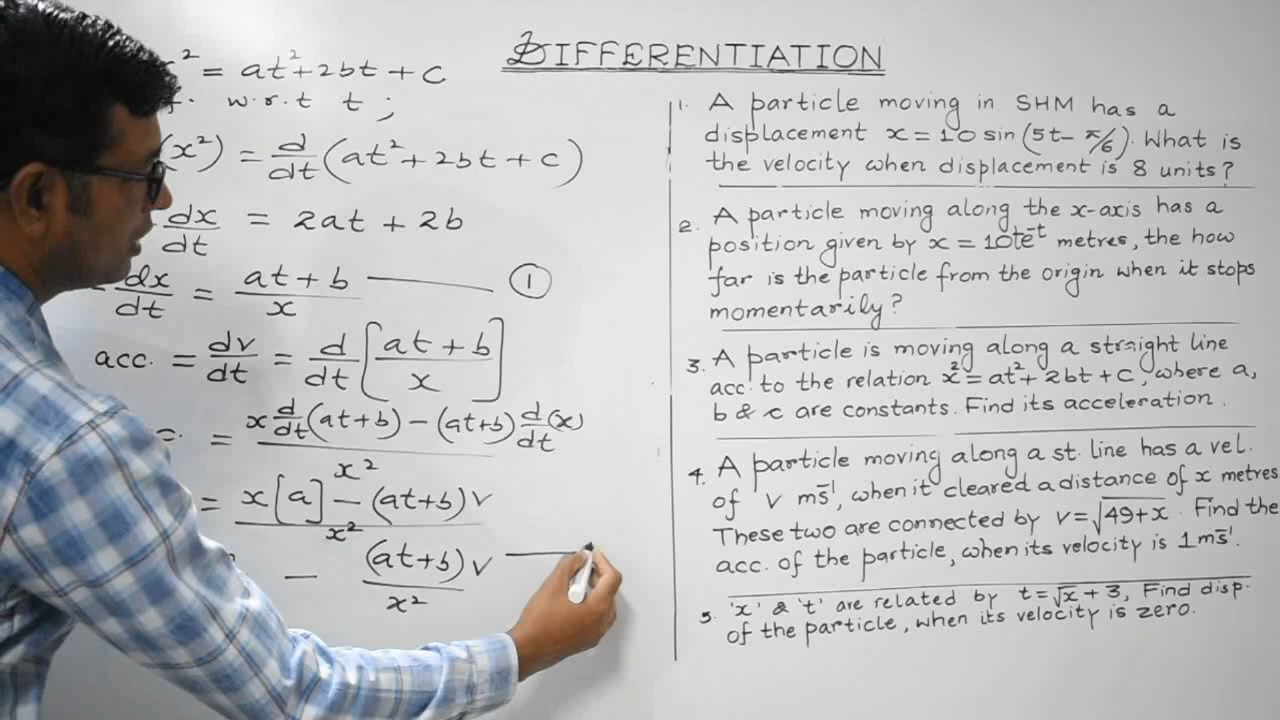 DIFFERENTIATION
² = at² + 2bt + c
w.r.t t ;
(x²) = d/dt (at² + 2bt + c)
dx/dt = 2at + 2b
dx/dt = at + b / x ——— ①
acc. = dv/dt = d/dt [at + b / x]
= x d/dt (at+b) − (at+b) d/dt (x) / x²
= x[a] − (at+b) v / x²
− (at+b) v / x² ———
1. A particle moving in SHM has a
displacement x = 10 sin (5t − π/6). What is
the velocity when displacement is 8 units?
2. A particle moving along the x-axis has a
position given by x = 10te⁻ᵗ metres, the how
far is the particle from the origin when it stops
momentarily?
3. A particle is moving along a straight line
acc. to the relation x² = at² + 2bt + c, where a,
b & c are constants. Find its acceleration.
4. A particle moving along a st. line has a vel.
of v ms⁻¹, when it cleared a distance of x metres
These two are connected by v = √(49+x). Find the
acc. of the particle, when its velocity is 1 ms⁻¹.
5. 'x' & 't' are related by t = √x + 3, Find disp.
of the particle, when its velocity is zero.